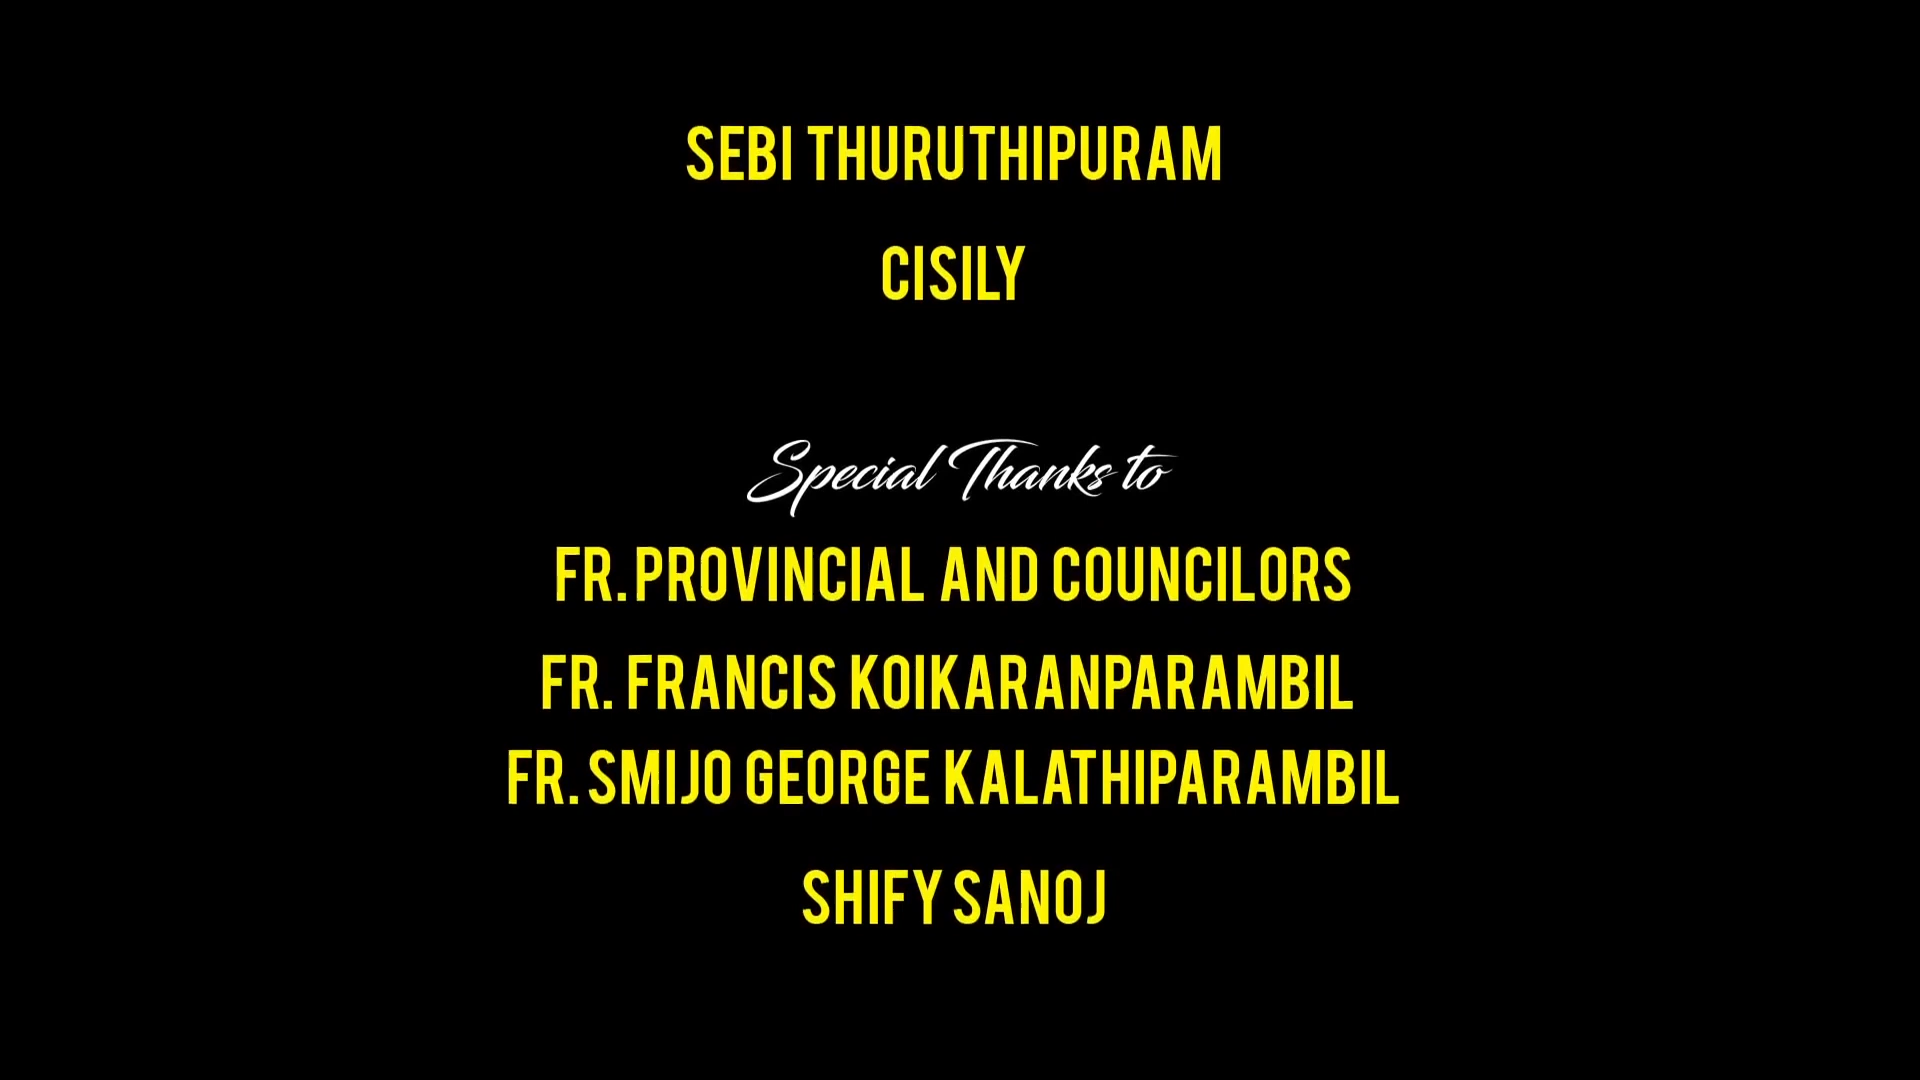 SEBI THURUTHIPURAM
CISILY
Special Thanks to
FR. PROVINCIAL AND COUNCILORS
FR. FRANCIS KOIKARANPARAMBIL
FR. SMIJO GEORGE KALATHIPARAMBIL
SHIFY SANOJ